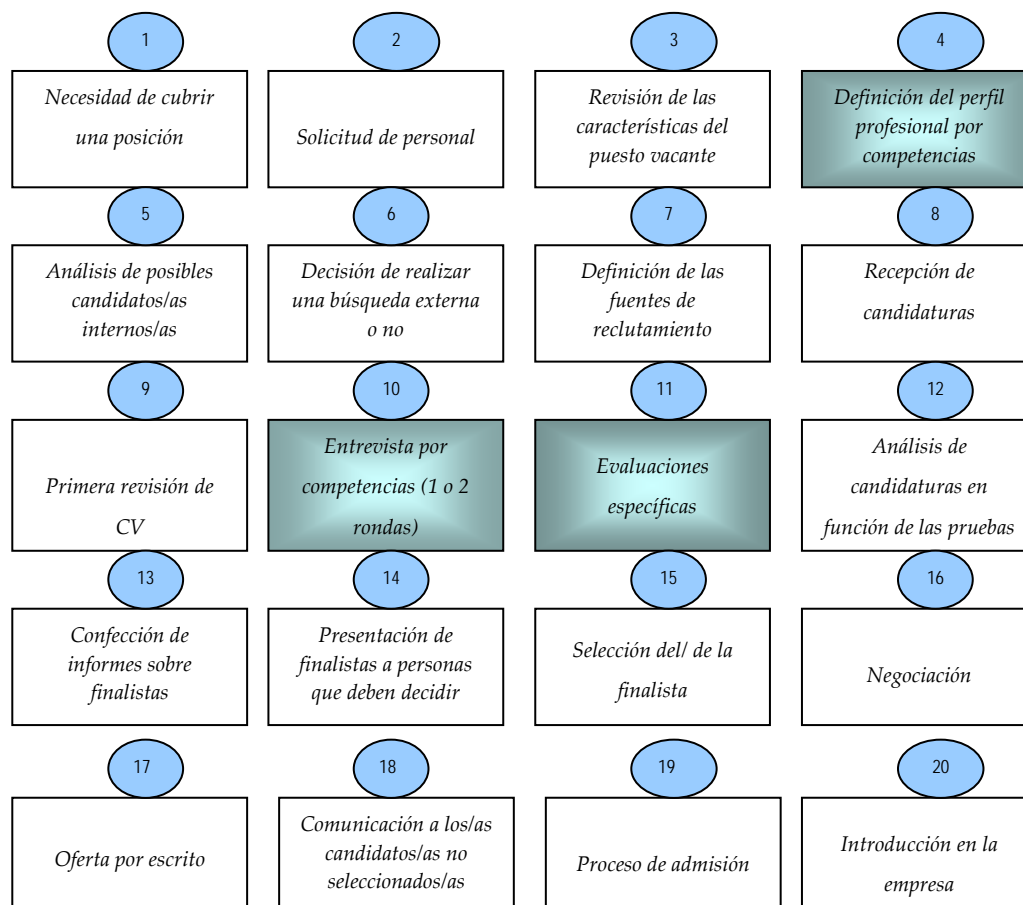 1
Necesidad de cubrir
una posición
2
Solicitud de personal
3
Revisión de las
características del
puesto vacante
4
Definición del perfil
profesional por
competencias
5
Análisis de posibles
candidatos/as
internos/as
6
Decisión de realizar
una búsqueda externa
o no
7
Definición de las
fuentes de
reclutamiento
8
Recepción de
candidaturas
9
Primera revisión de
CV
10
Entrevista por
competencias (1 o 2
rondas)
11
Evaluaciones
específicas
12
Análisis de
candidaturas en
función de las pruebas
13
Confección de
informes sobre
finalistas
14
Presentación de
finalistas a personas
que deben decidir
15
Selección del/ de la
finalista
16
Negociación
17
Oferta por escrito
18
Comunicación a los/as
candidatos/as no
seleccionados/as
19
Proceso de admisión
20
Introducción en la
empresa